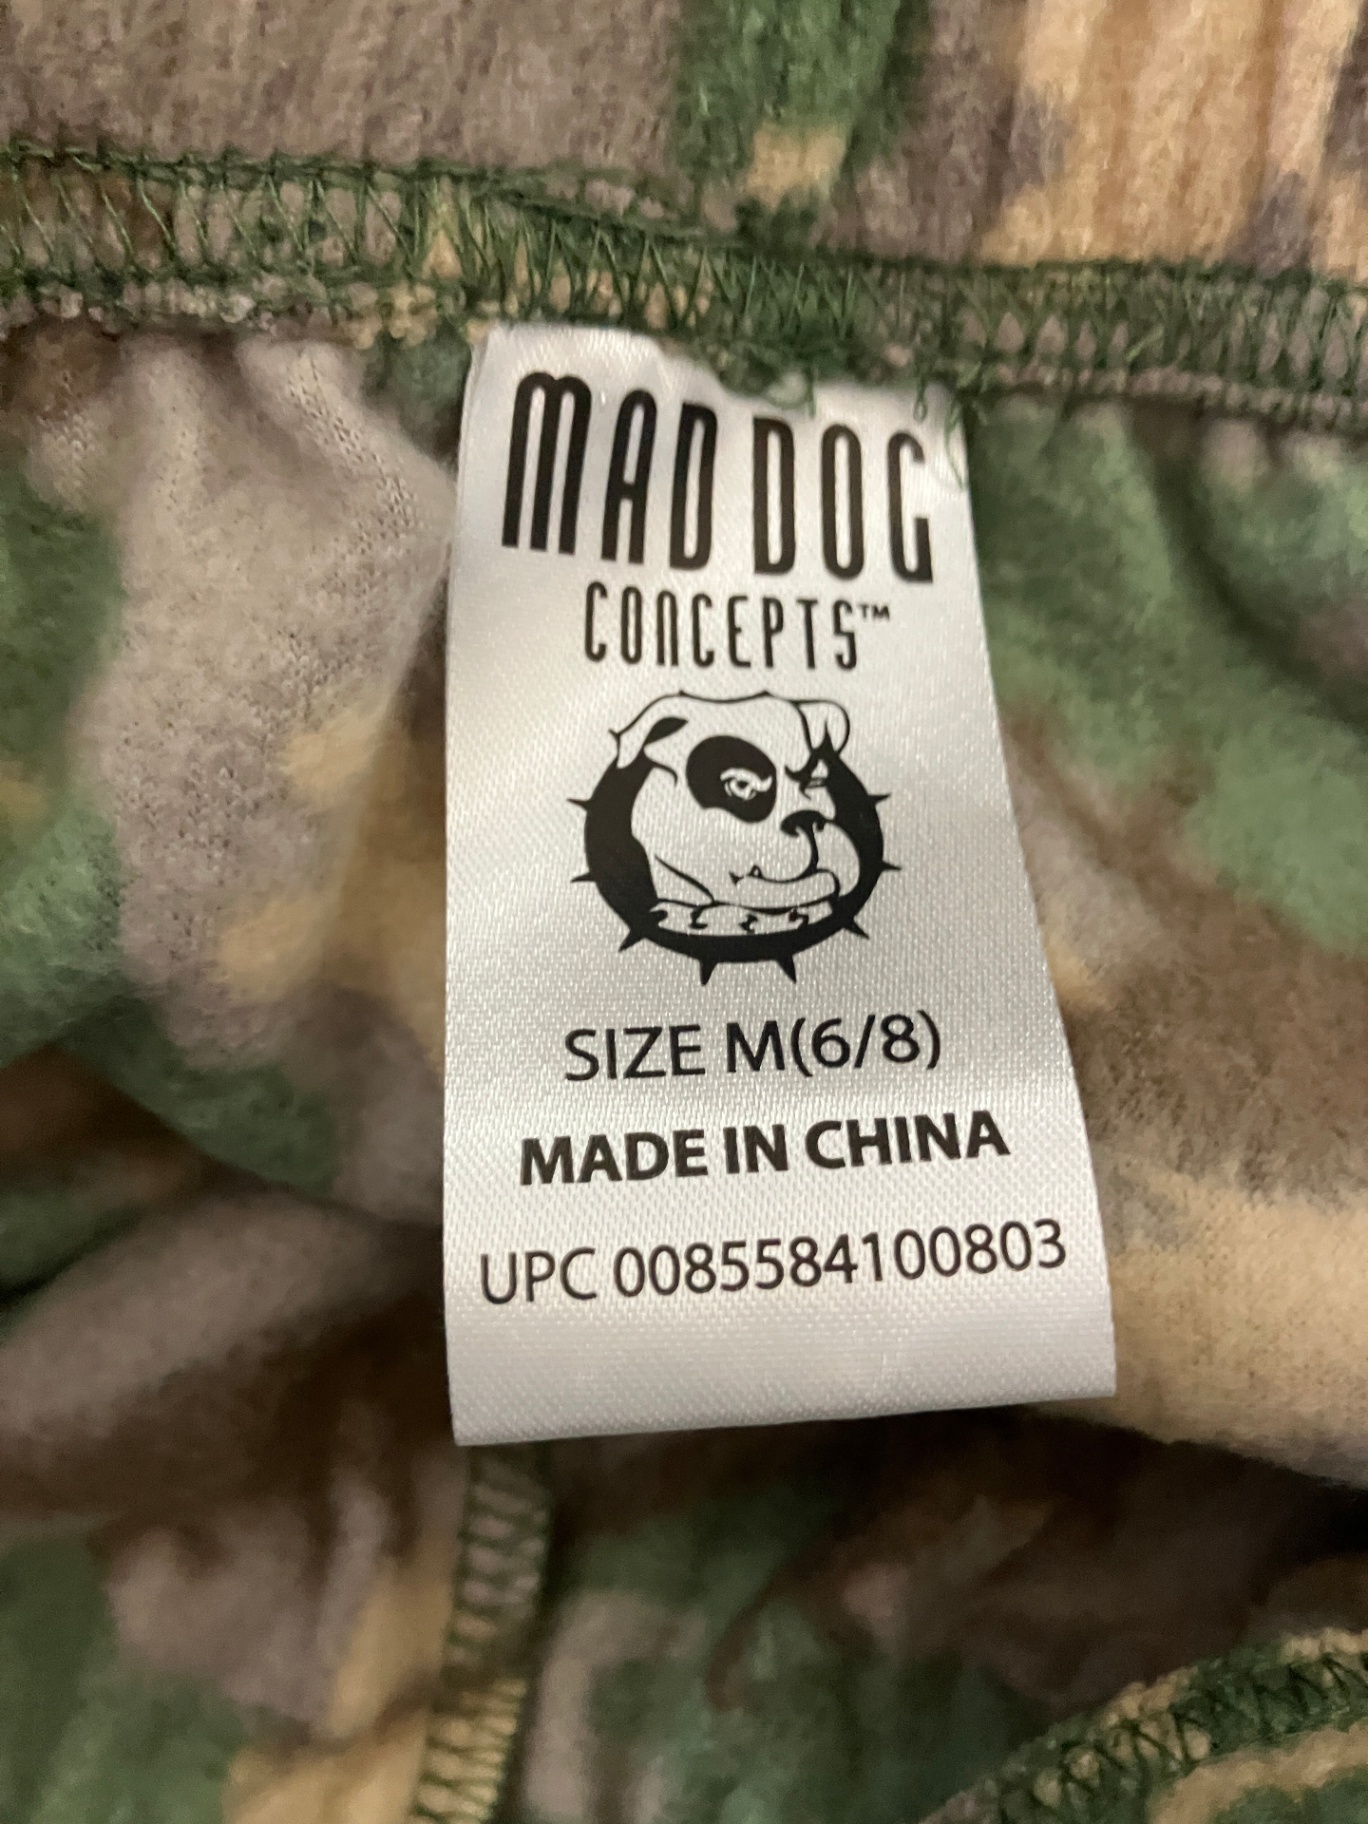 MAD DOG
CONCEPTS™
SIZE M(6/8)
MADE IN CHINA
UPC 0085584100803